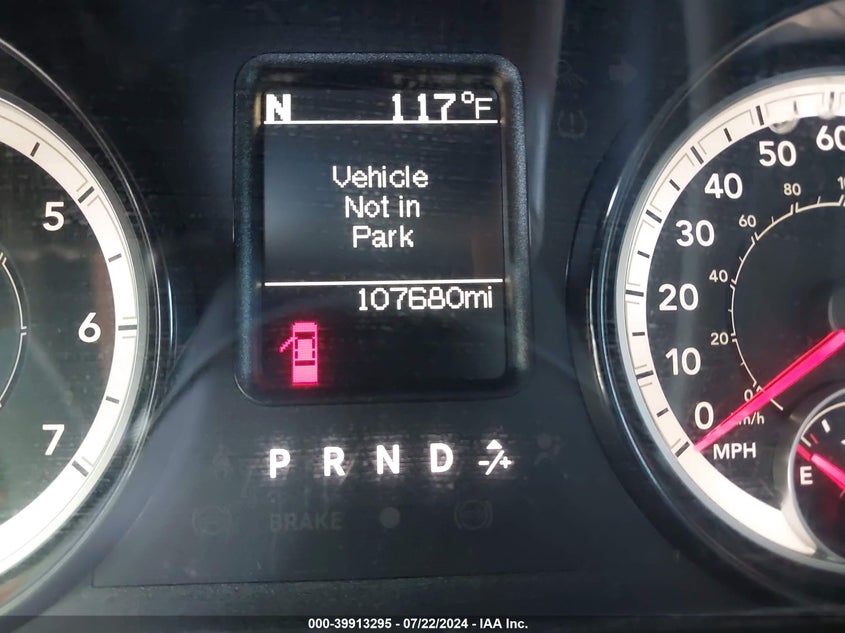 N 117°F
Vehicle
Not in
Park
107680mi
P R N D -/+
BRAKE
5
6
7
60
50
40
30
20
10
0
MPH
80
60
40
20
0
km/h
E
000-39913295 - 07/22/2024 - IAA Inc.